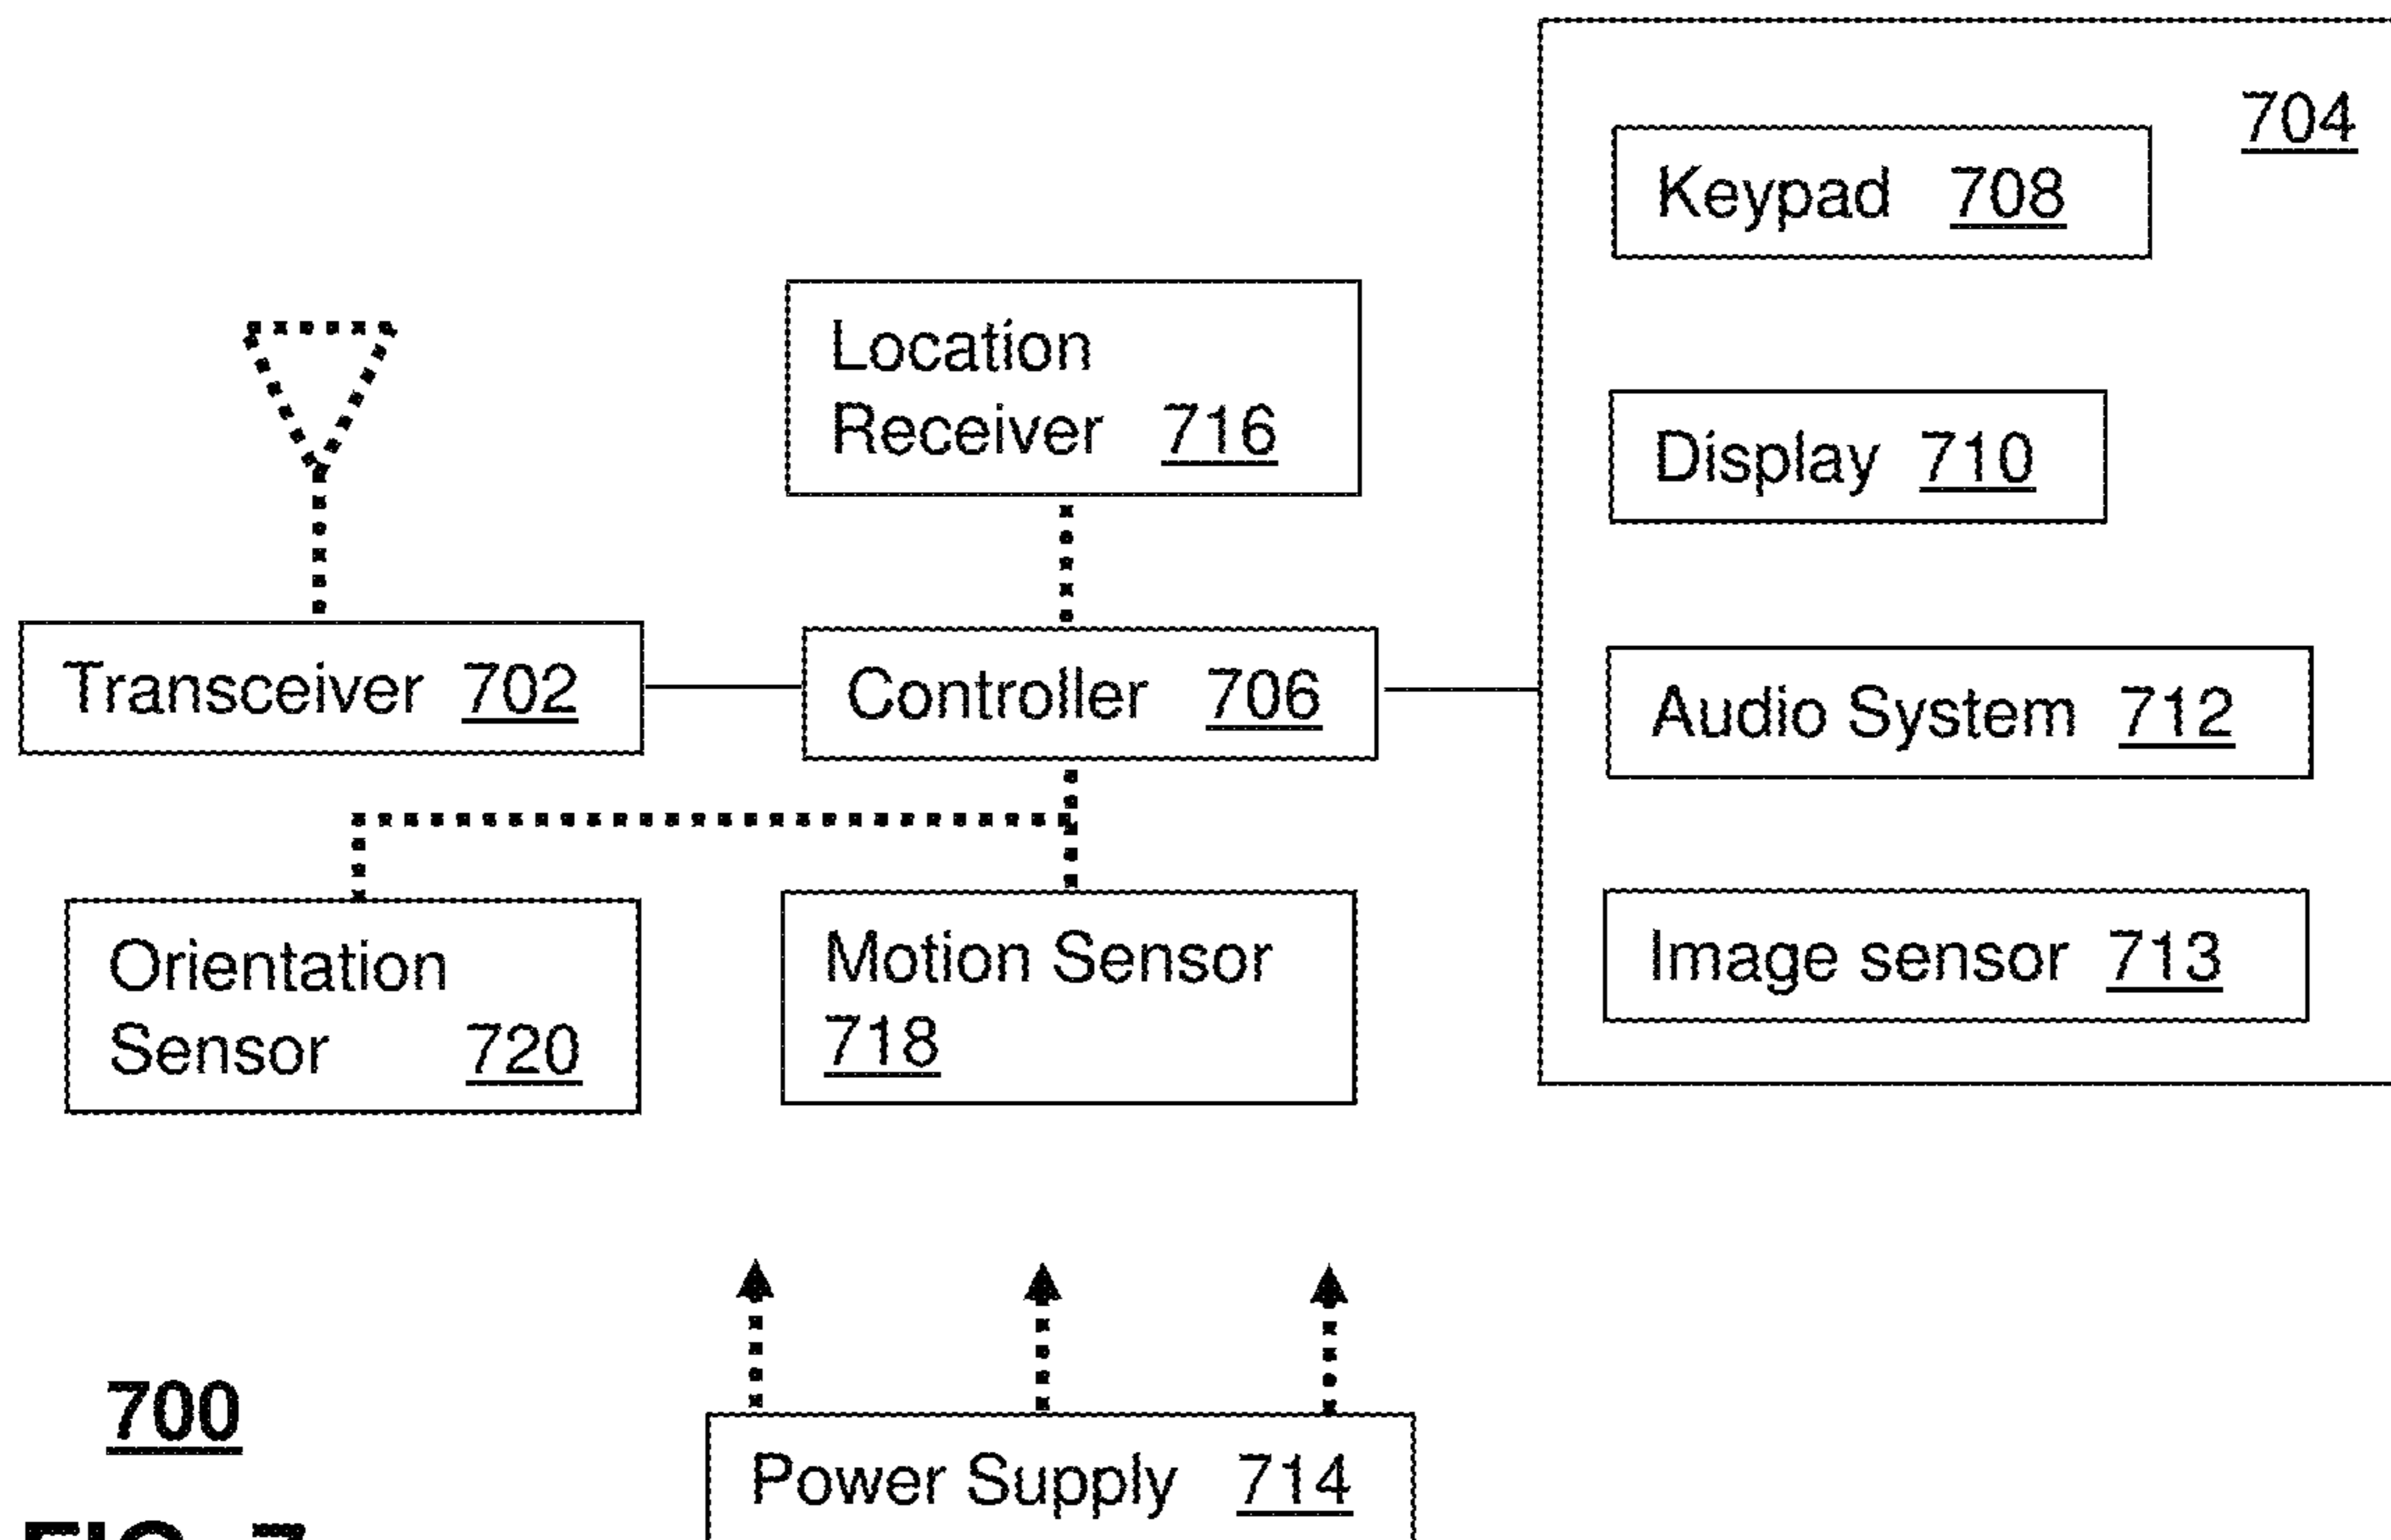 704
Keypad 708
Location
Receiver 716
Display 710
Transceiver 702
Controller 706
Audio System 712
Orientation
Sensor 720
Motion Sensor
718
Image sensor 713
700
Power Supply 714